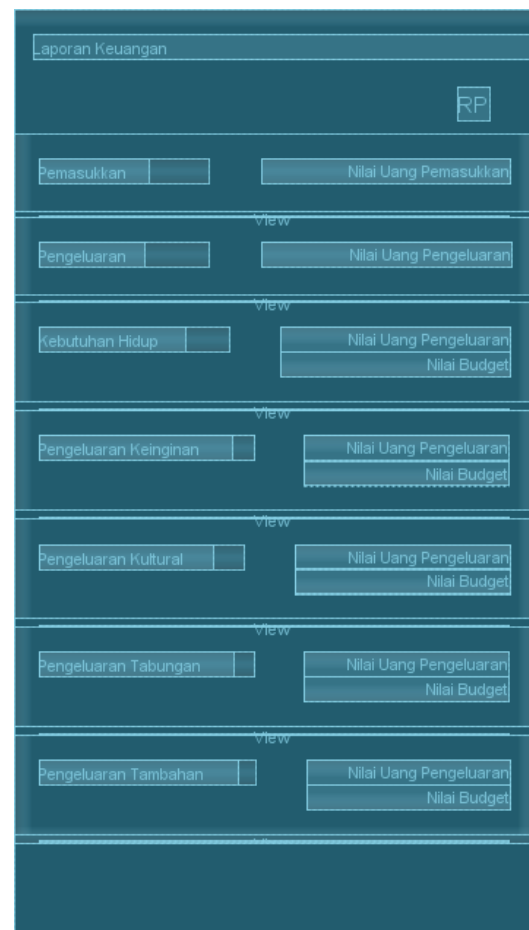 Laporan Keuangan
RP
Pemasukkan Nilai Uang Pemasukkan
View
Pengeluaran Nilai Uang Pengeluaran
View
Kebutuhan Hidup Nilai Uang Pengeluaran
Nilai Budget
View
Pengeluaran Keinginan Nilai Uang Pengeluaran
Nilai Budget
View
Pengeluaran Kultural Nilai Uang Pengeluaran
Nilai Budget
View
Pengeluaran Tabungan Nilai Uang Pengeluaran
Nilai Budget
View
Pengeluaran Tambahan Nilai Uang Pengeluaran
Nilai Budget